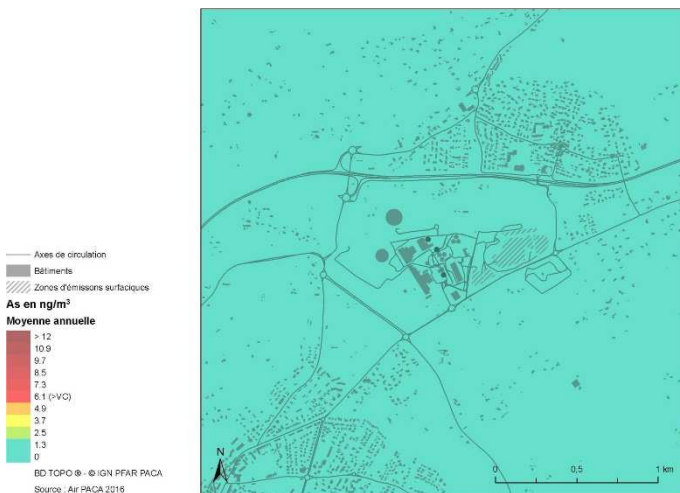 Axes de circulation
Bâtiments
Zones d'émissons surfaciques
As en ng/m³
Moyenne annuelle
> 12
10.9
9.7
8.5
7.3
6.1 (>VC)
4.9
3.7
2.5
1.3
0
BD TOPO ® - © IGN PFAR PACA
Source : Air PACA 2016
N
0 0,5 1 km